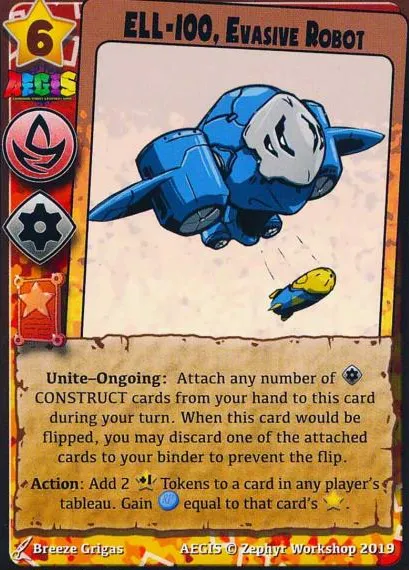 6
ELL-100, EVASIVE ROBOT
AEGIS
Unite–Ongoing: Attach any number of
CONSTRUCT cards from your hand to this card
during your turn. When this card would be
flipped, you may discard one of the attached
cards to your binder to prevent the flip.
Action: Add 2 Tokens to a card in any player's
tableau. Gain equal to that card's .
Breeze Grigas AEGIS © Zephyr Workshop 2019